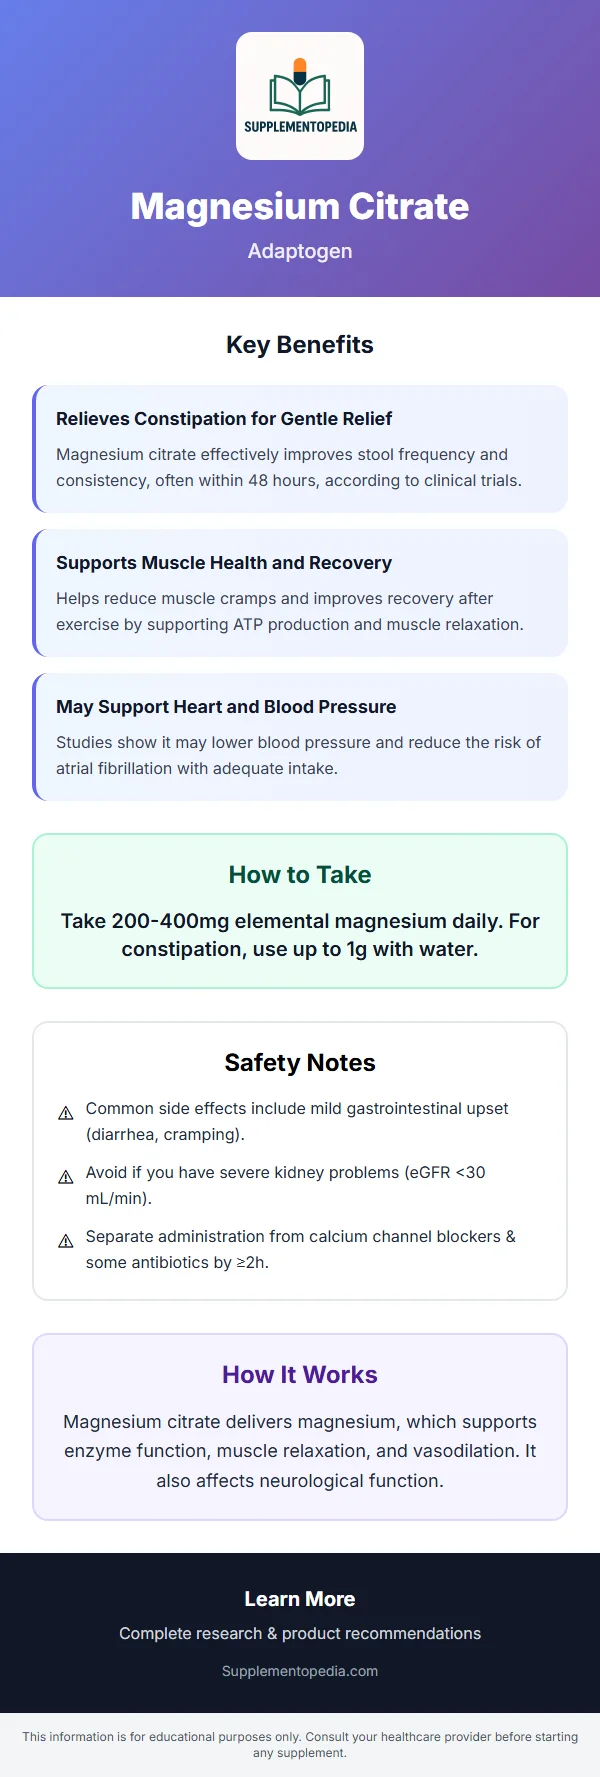 SUPPLEMENTOPEDIA
Magnesium Citrate
Adaptogen
Key Benefits
Relieves Constipation for Gentle Relief
Magnesium citrate effectively improves stool frequency and
consistency, often within 48 hours, according to clinical trials.
Supports Muscle Health and Recovery
Helps reduce muscle cramps and improves recovery after
exercise by supporting ATP production and muscle relaxation.
May Support Heart and Blood Pressure
Studies show it may lower blood pressure and reduce the risk of
atrial fibrillation with adequate intake.
How to Take
Take 200-400mg elemental magnesium daily. For
constipation, use up to 1g with water.
Safety Notes
⚠ Common side effects include mild gastrointestinal upset
(diarrhea, cramping).
⚠ Avoid if you have severe kidney problems (eGFR <30
mL/min).
⚠ Separate administration from calcium channel blockers &
some antibiotics by ≥2h.
How It Works
Magnesium citrate delivers magnesium, which supports
enzyme function, muscle relaxation, and vasodilation. It
also affects neurological function.
Learn More
Complete research & product recommendations
Supplementopedia.com
This information is for educational purposes only. Consult your healthcare provider before starting
any supplement.